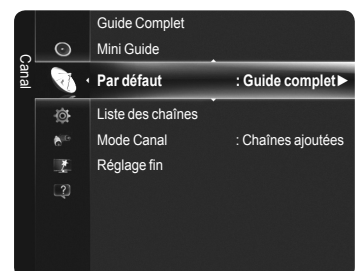 Canal
Guide Complet
Mini Guide
Par défaut : Guide complet►
Liste des chaînes
Mode Canal : Chaînes ajoutées
Réglage fin